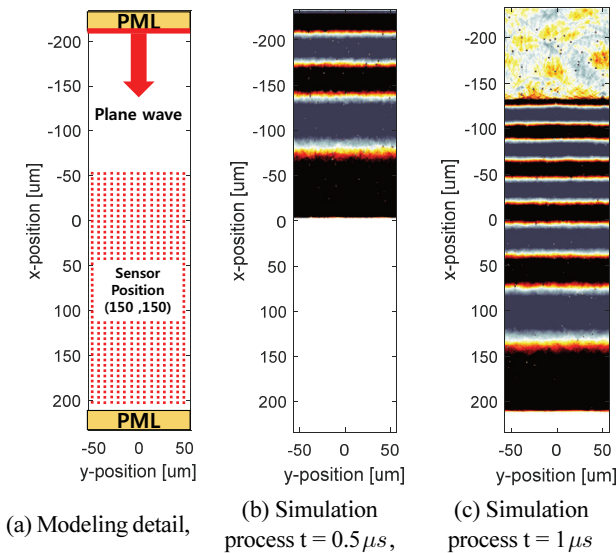 PML
-200
-150
Plane wave
-100
-50
0
50
Sensor
Position
(150 ,150)
100
150
200
PML
x-position [um]
-50 0 50
y-position [um]
(a) Modeling detail,
-200
-150
-100
-50
0
50
100
150
200
x-position [um]
-50 0 50
y-position [um]
(b) Simulation
process t = 0.5μs,
-200
-150
-100
-50
0
50
100
150
200
x-position [um]
-50 0 50
y-position [um]
(c) Simulation
process t = 1μs